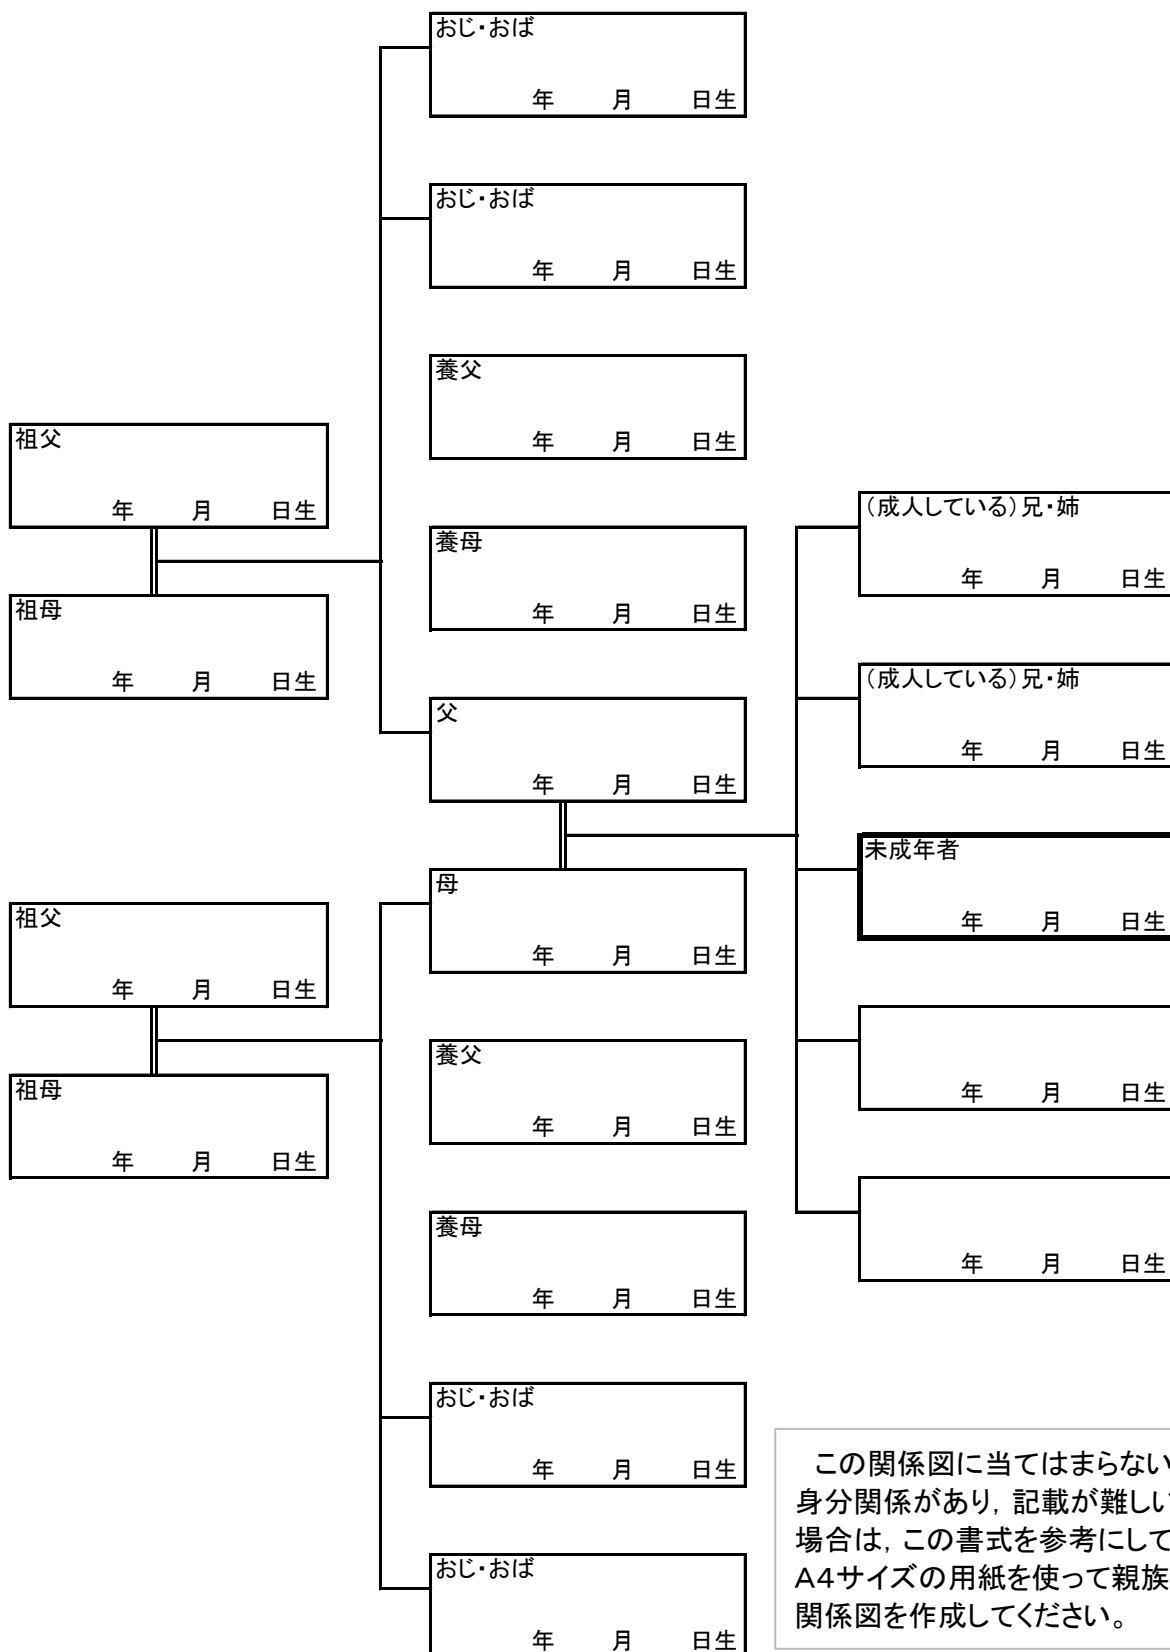 おじ・おば
年 月 日生
おじ・おば
年 月 日生
養父
年 月 日生
祖父
年 月 日生
養母
年 月 日生
祖母
年 月 日生
父
年 月 日生
母
年 月 日生
祖父
年 月 日生
養父
年 月 日生
祖母
年 月 日生
養母
年 月 日生
おじ・おば
年 月 日生
おじ・おば
年 月 日生
(成人している)兄・姉
年 月 日生
(成人している)兄・姉
年 月 日生
未成年者
年 月 日生
年 月 日生
年 月 日生
この関係図に当てはまらない
身分関係があり,記載が難しい
場合は,この書式を参考にして
A4サイズの用紙を使って親族
関係図を作成してください。